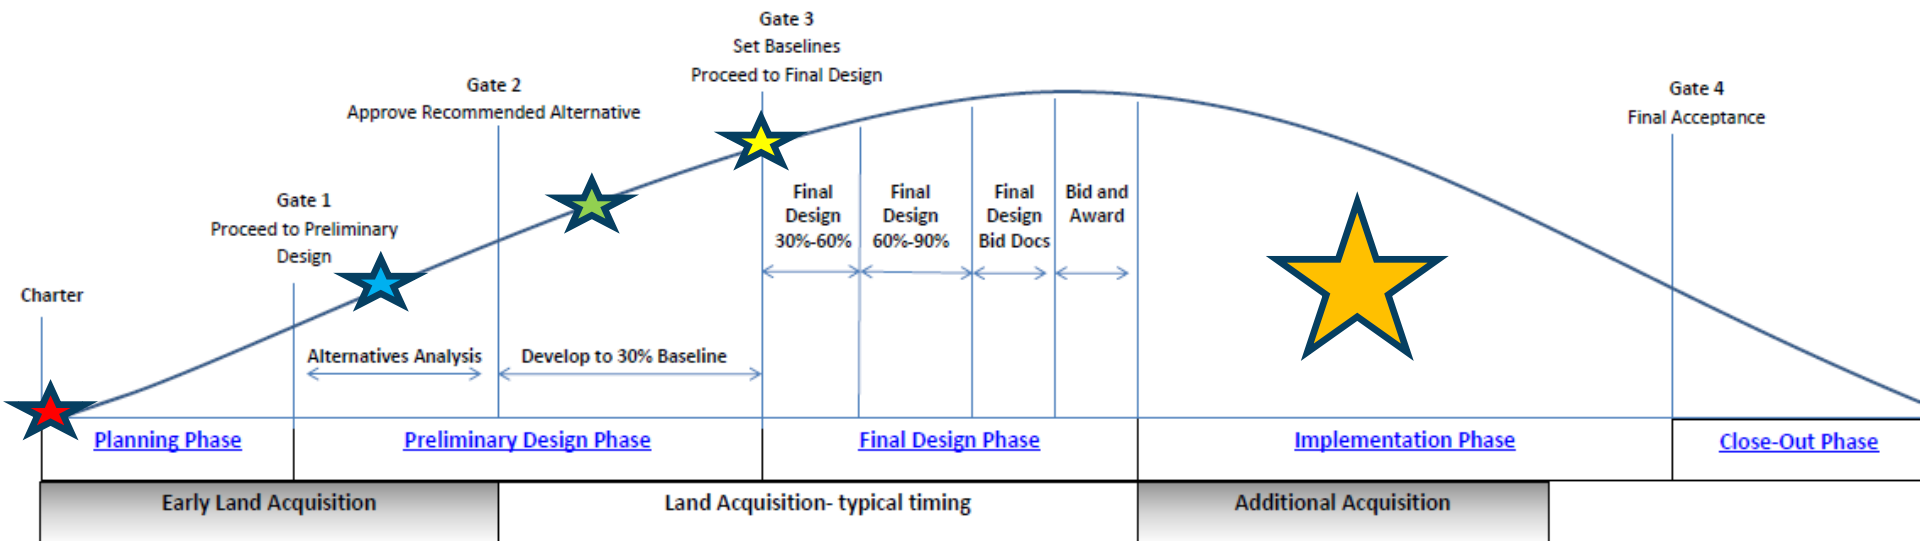 Gate 3
Set Baselines
Proceed to Final Design
Gate 2
Approve Recommended Alternative
Gate 4
Final Acceptance
Gate 1
Proceed to Preliminary
Design
Charter
Final
Design
30%-60%
Final
Design
60%-90%
Final
Design
Bid Docs
Bid and
Award
Alternatives Analysis
Develop to 30% Baseline
Planning Phase
Preliminary Design Phase
Final Design Phase
Implementation Phase
Close-Out Phase
Early Land Acquisition
Land Acquisition- typical timing
Additional Acquisition